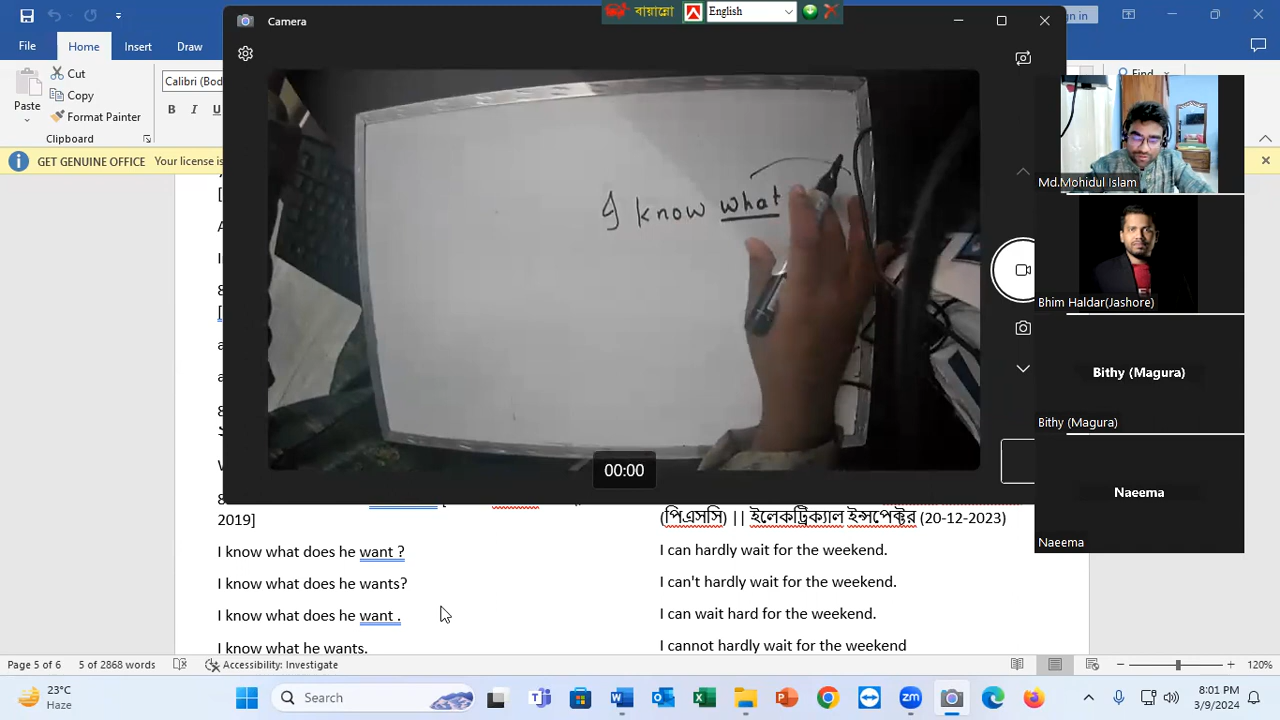 বায়ান্নো English
Camera
Sign in
File Home Insert Draw
Paste
Cut
Copy
Format Painter
Clipboard
Calibri (Bod
B I U
Find
GET GENUINE OFFICE Your license is
I know what
00:00
Md.Mohidul Islam
Bhim Haldar(Jashore)
Bithy (Magura)
Bithy (Magura)
Naeema
Naeema
2019]
I know what does he want ?
I know what does he wants?
I know what does he want .
I know what he wants.
(পিএসসি) || ইলেকট্রিক্যাল ইন্সপেক্টর (20-12-2023)
I can hardly wait for the weekend.
I can't hardly wait for the weekend.
I can wait hard for the weekend.
I cannot hardly wait for the weekend
Page 5 of 6 5 of 2868 words Accessibility: Investigate 120%
23°C
Haze
Search
8:01 PM
3/9/2024